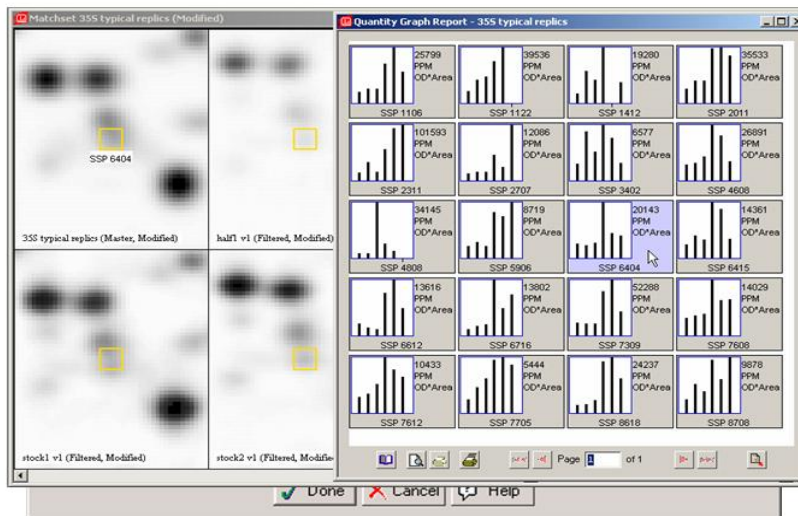 Matchset 35S typical replics (Modified)
SSP 6404
35S typical replics (Master, Modified)
half1 v1 (Filtered, Modified)
stock1 v1 (Filtered, Modified)
stock2 v1 (Filtered, Modifie
Quantity Graph Report - 35S typical replics
25799
PPM
OD*Area
SSP 1106
39536
PPM
OD*Area
SSP 1122
19280
PPM
OD*Area
SSP 1412
35533
PPM
OD*Area
SSP 2011
101593
PPM
OD*Area
SSP 2311
12086
PPM
OD*Area
SSP 2707
6577
PPM
OD*Area
SSP 3402
26891
PPM
OD*Area
SSP 4608
34145
PPM
OD*Area
SSP 4808
8719
PPM
OD*Area
SSP 5906
20143
PPM
OD*Area
SSP 6404
14361
PPM
OD*Area
SSP 6415
13616
PPM
OD*Area
SSP 6612
13802
PPM
OD*Area
SSP 6716
52288
PPM
OD*Area
SSP 7309
14029
PPM
OD*Area
SSP 7608
10433
PPM
OD*Area
SSP 7612
5444
PPM
OD*Area
SSP 7705
24237
PPM
OD*Area
SSP 8618
9878
PPM
OD*Area
SSP 8708
Page 1 of 1
Done Cancel Help